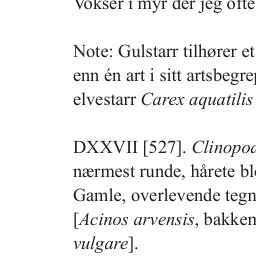 Vokser i myr der jeg ofte
Note: Gulstarr tilhører et
enn én art i sitt artsbegre
elvestarr Carex aquatilis
DXXVII [527]. Clinopod
nærmest runde, hårete bl
Gamle, overlevende tegn
[Acinos arvensis, bakken
vulgare].